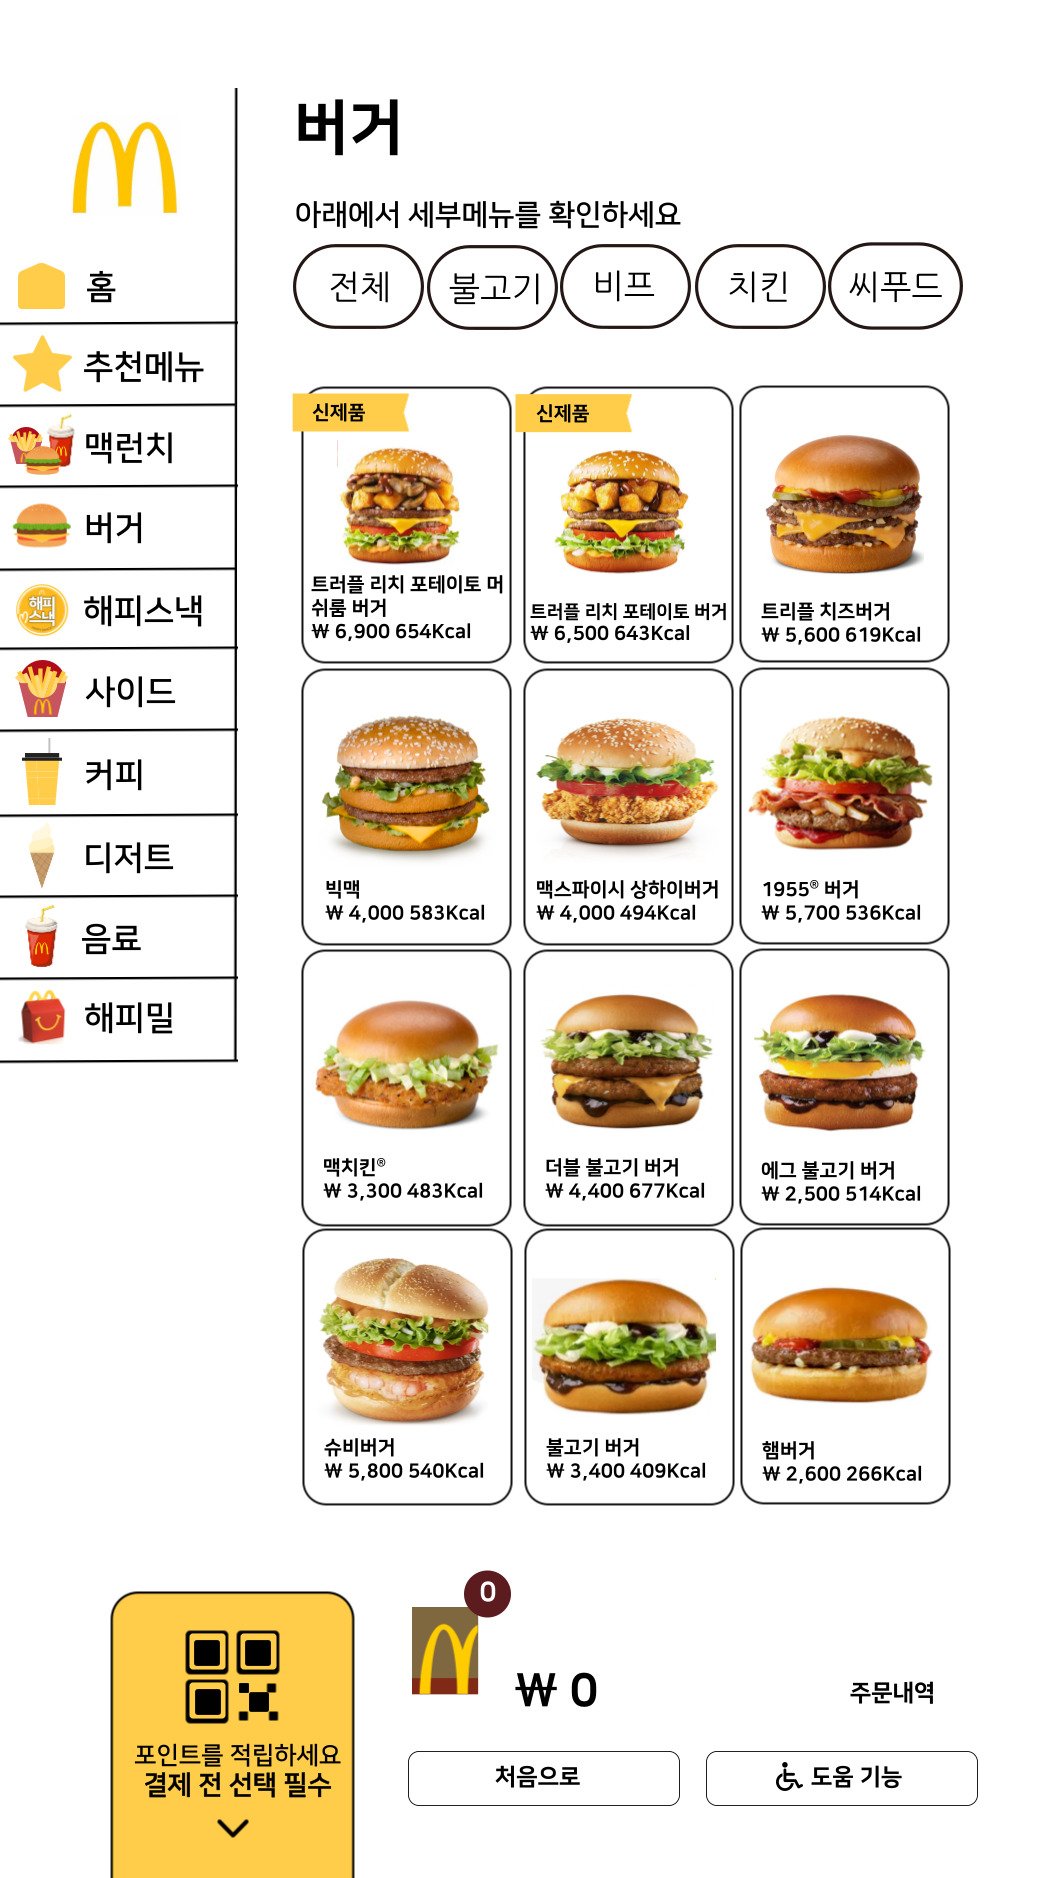 버거
아래에서 세부메뉴를 확인하세요
전체
불고기
비프
치킨
씨푸드
홈
추천메뉴
맥런치
버거
해피
스낵
해피스낵
사이드
커피
디저트
음료
해피밀
신제품
트러플 리치 포테이토 머
쉬룸 버거
₩ 6,900 654Kcal
신제품
트러플 리치 포테이토 버거
₩ 6,500 643Kcal
트리플 치즈버거
₩ 5,600 619Kcal
빅맥
₩ 4,000 583Kcal
맥스파이시 상하이버거
₩ 4,000 494Kcal
1955® 버거
₩ 5,700 536Kcal
맥치킨®
₩ 3,300 483Kcal
더블 불고기 버거
₩ 4,400 677Kcal
에그 불고기 버거
₩ 2,500 514Kcal
슈비버거
₩ 5,800 540Kcal
불고기 버거
₩ 3,400 409Kcal
햄버거
₩ 2,600 266Kcal
포인트를 적립하세요
결제 전 선택 필수
0
₩ 0
주문내역
처음으로
도움 기능